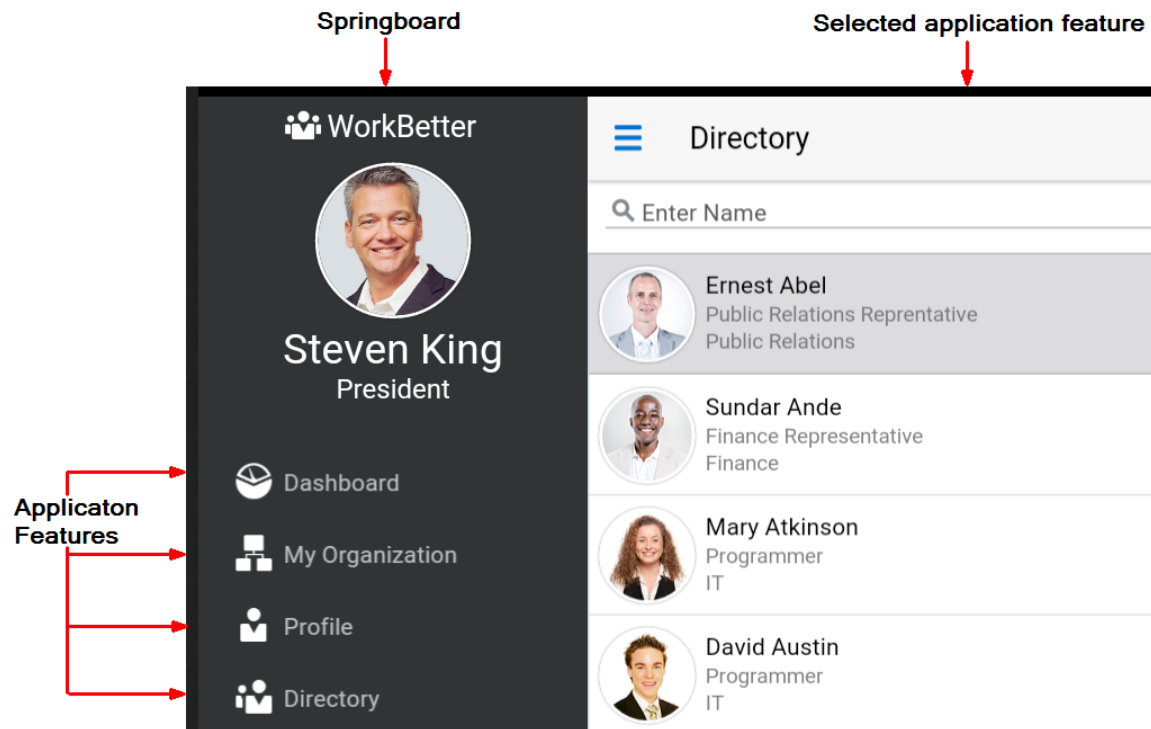 Springboard
Selected application feature
WorkBetter
Steven King
President
Applicaton
Features
Dashboard
My Organization
Profile
Directory
Directory
Enter Name
Ernest Abel
Public Relations Reprentative
Public Relations
Sundar Ande
Finance Representative
Finance
Mary Atkinson
Programmer
IT
David Austin
Programmer
IT